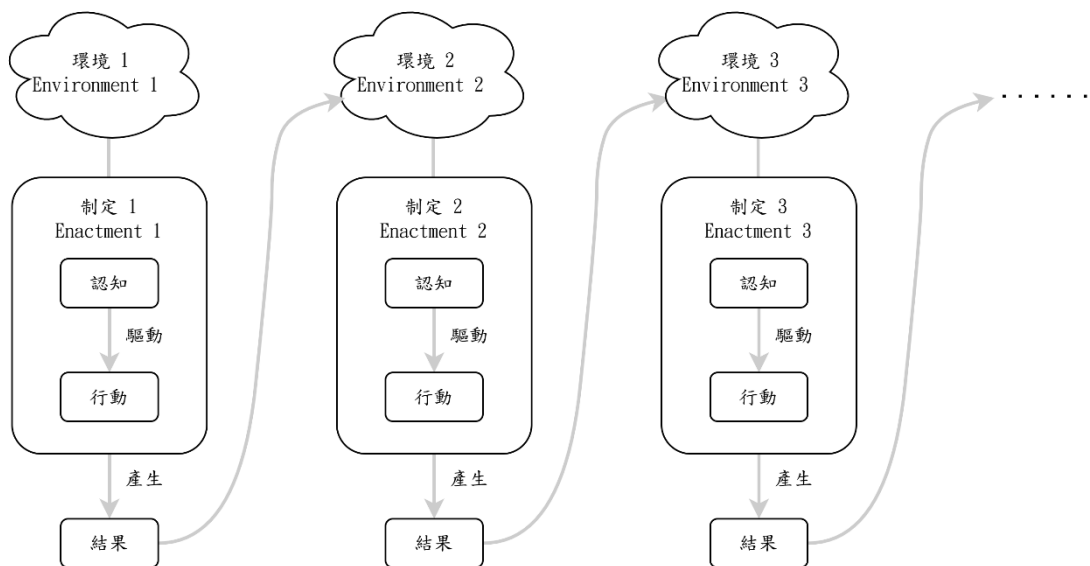 環境 1
Environment 1
制定 1
Enactment 1
認知
驅動
行動
產生
結果
環境 2
Environment 2
制定 2
Enactment 2
認知
驅動
行動
產生
結果
環境 3
Environment 3
制定 3
Enactment 3
認知
驅動
行動
產生
結果
......